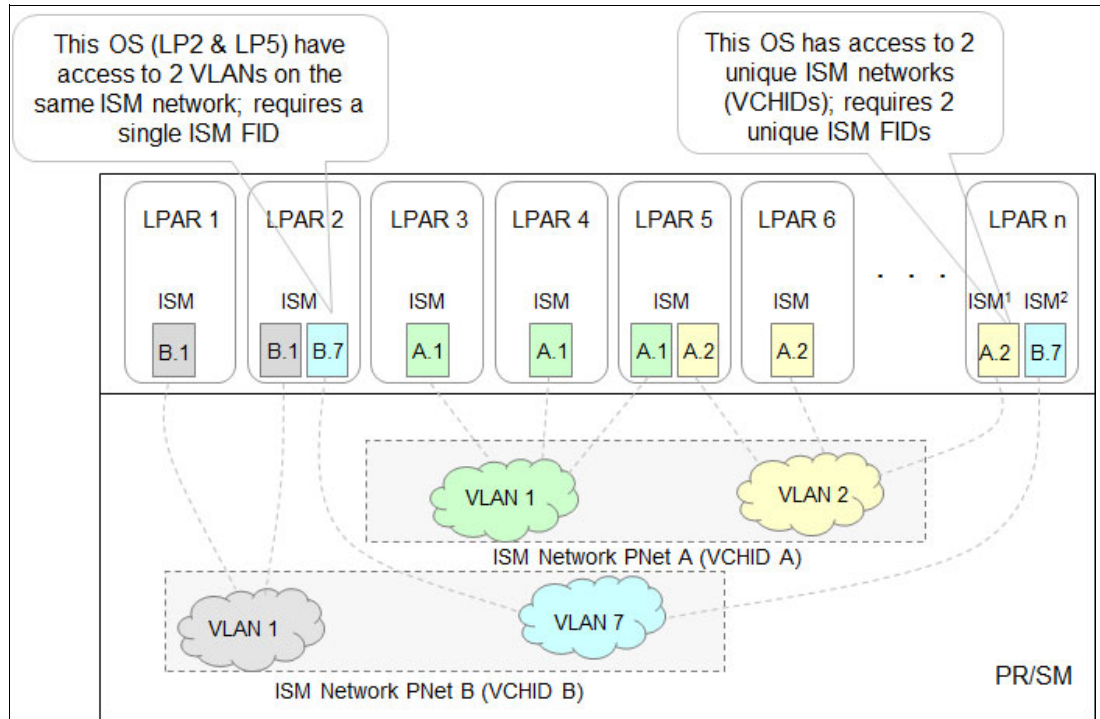 This OS (LP2 & LP5) have
access to 2 VLANs on the
same ISM network; requires a
single ISM FID
This OS has access to 2
unique ISM networks
(VCHIDs); requires 2
unique ISM FIDs
LPAR 1 LPAR 2 LPAR 3 LPAR 4 LPAR 5 LPAR 6 LPAR n
. . .
ISM ISM ISM ISM ISM ISM ISM¹ ISM²
B.1 B.1 B.7 A.1 A.1 A.1 A.2 A.2 A.2 B.7
VLAN 1 VLAN 2
ISM Network PNet A (VCHID A)
VLAN 1 VLAN 7
ISM Network PNet B (VCHID B)
PR/SM